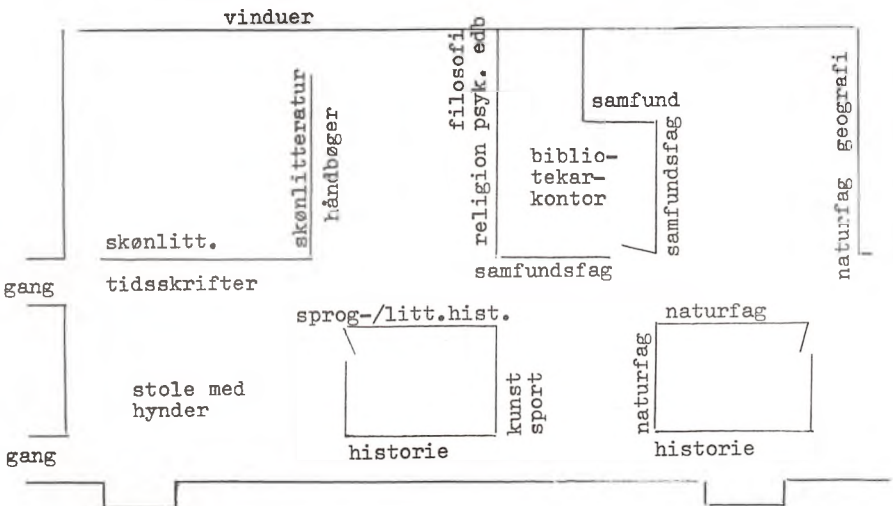 vinduer
skønlitteratur
håndbøger
filosofi
religion psyk. edb
samfund
biblio-
tekar-
kontor
samfundsfag
naturfag geografi
skønlitt.
samfundsfag
gang
tidsskrifter
sprog-/litt.hist.
naturfag
stole med
hynder
kunst
sport
naturfag
gang
historie
historie